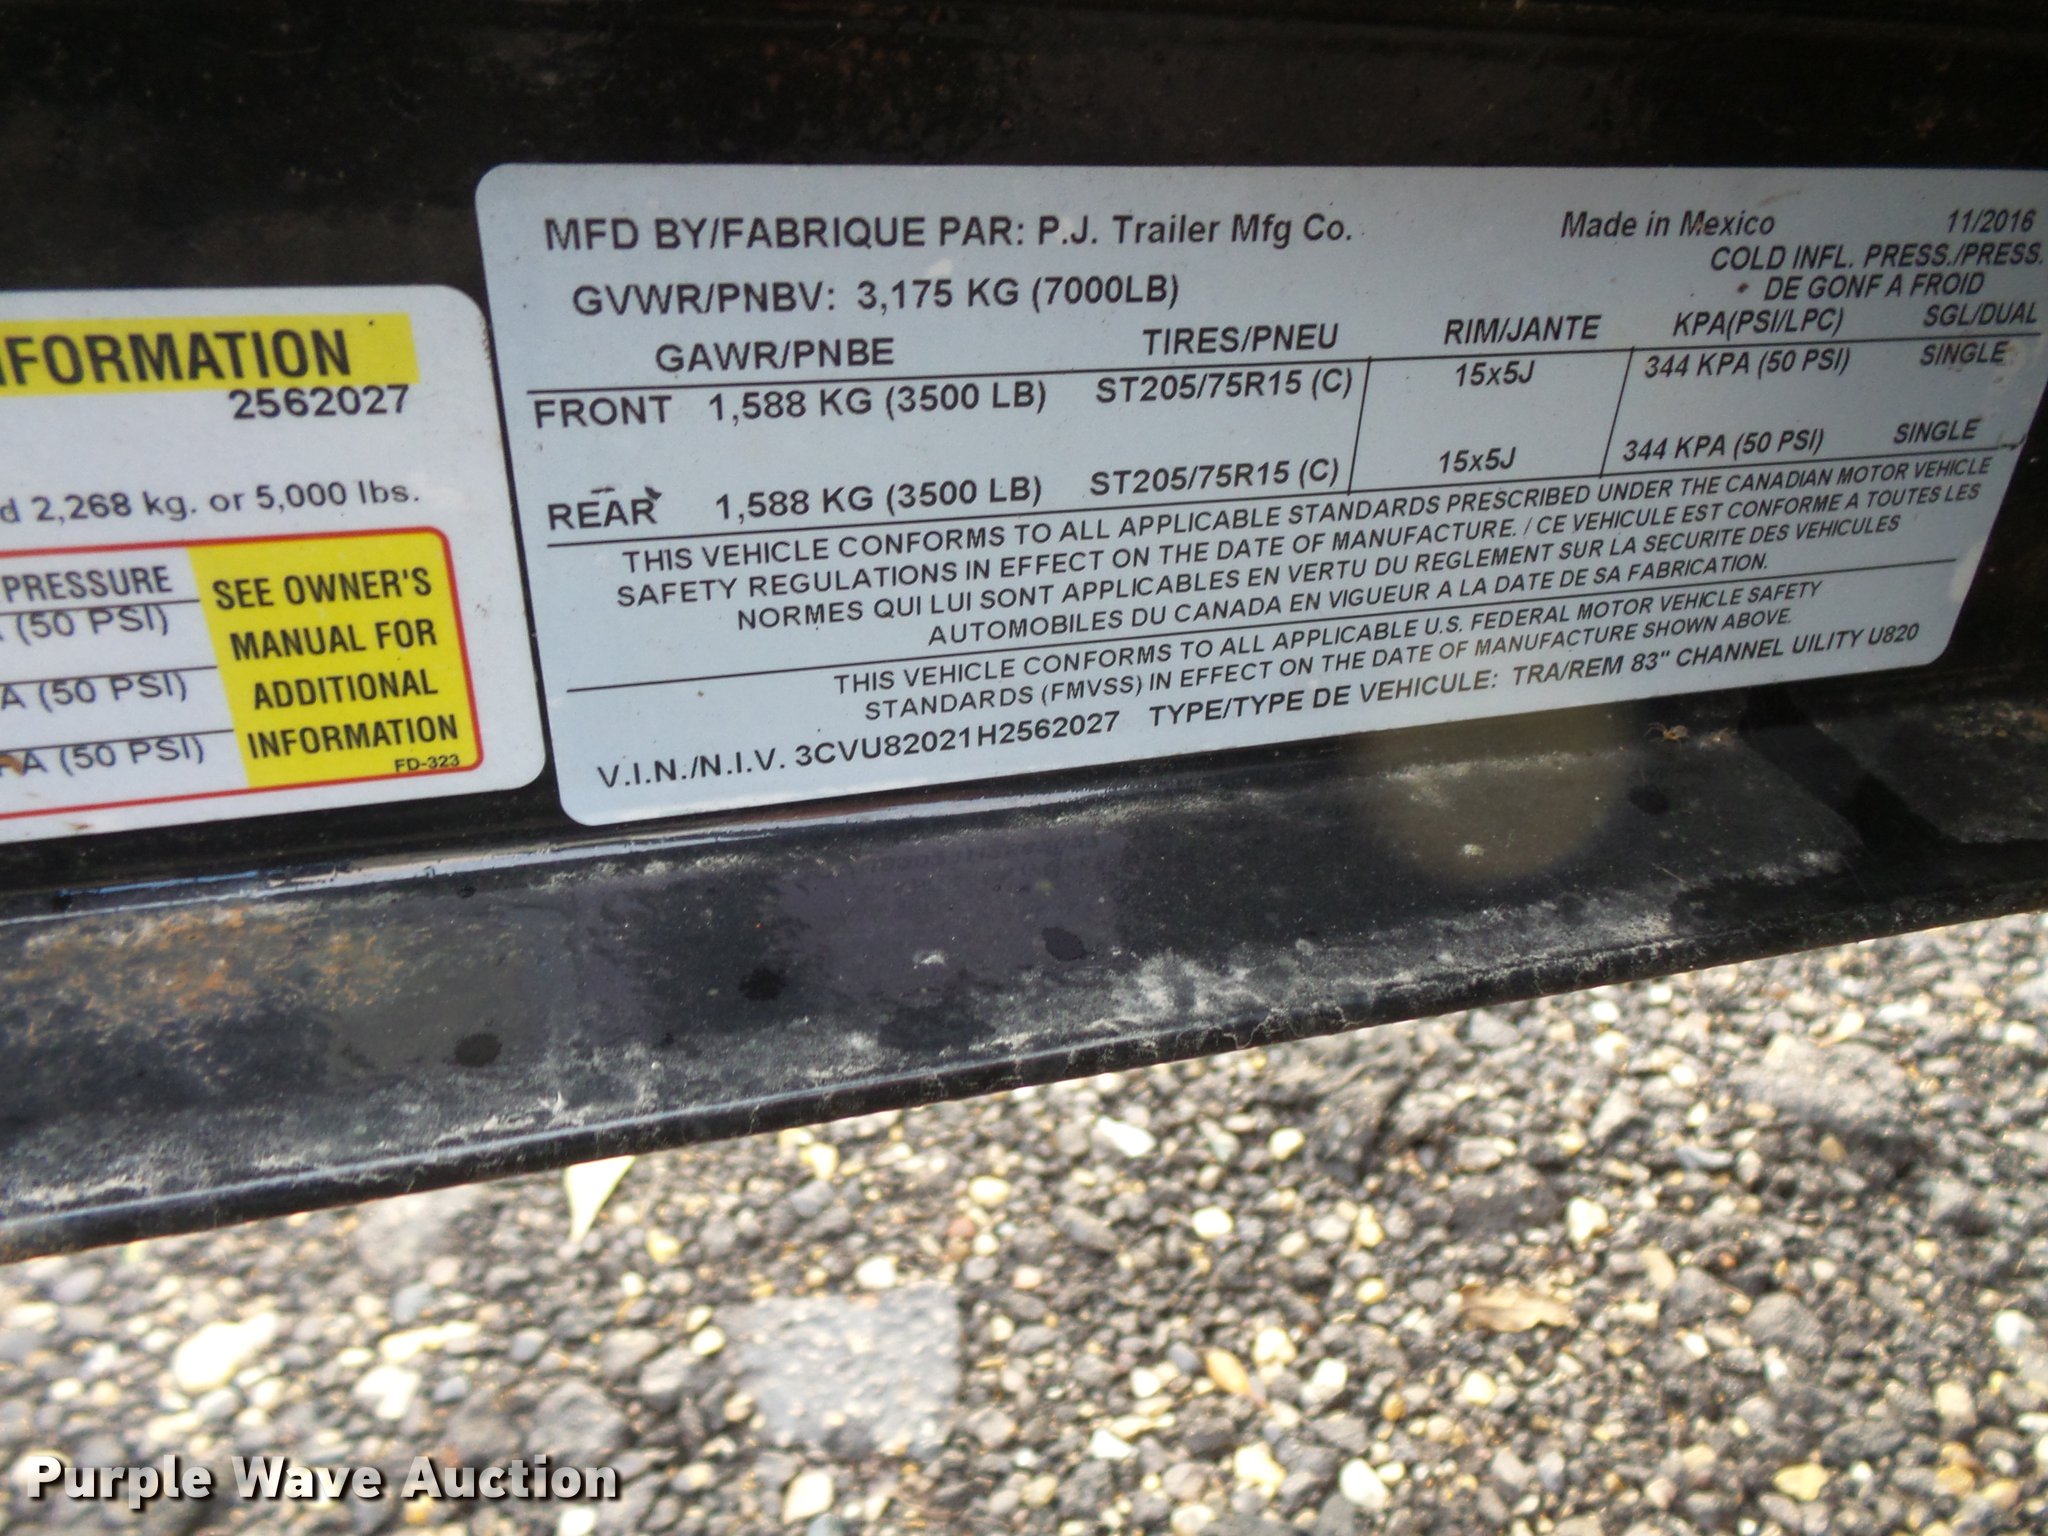 NFORMATION
2562027
d 2,268 kg. or 5,000 lbs.
PRESSURE
(50 PSI)
A (50 PSI)
PA (50 PSI)
SEE OWNER'S
MANUAL FOR
ADDITIONAL
INFORMATION
FD-323
MFD BY/FABRIQUE PAR: P.J. Trailer Mfg Co. Made in Mexico 11/2016
GVWR/PNBV: 3,175 KG (7000LB) COLD INFL. PRESS./PRESS.
DE GONF A FROID
GAWR/PNBE TIRES/PNEU RIM/JANTE KPA(PSI/LPC) SGL/DUAL
FRONT 1,588 KG (3500 LB) ST205/75R15 (C) 15x5J 344 KPA (50 PSI) SINGLE
REAR 1,588 KG (3500 LB) ST205/75R15 (C) 15x5J 344 KPA (50 PSI) SINGLE
THIS VEHICLE CONFORMS TO ALL APPLICABLE STANDARDS PRESCRIBED UNDER THE CANADIAN MOTOR VEHICLE
SAFETY REGULATIONS IN EFFECT ON THE DATE OF MANUFACTURE. / CE VEHICULE EST CONFORME A TOUTES LES
NORMES QUI LUI SONT APPLICABLES EN VERTU DU REGLEMENT SUR LA SECURITE DES VEHICULES
AUTOMOBILES DU CANADA EN VIGUEUR A LA DATE DE SA FABRICATION.
THIS VEHICLE CONFORMS TO ALL APPLICABLE U.S. FEDERAL MOTOR VEHICLE SAFETY
STANDARDS (FMVSS) IN EFFECT ON THE DATE OF MANUFACTURE SHOWN ABOVE.
V.I.N./N.I.V. 3CVU82021H2562027 TYPE/TYPE DE VEHICULE: TRA/REM 83" CHANNEL UILITY U820
Purple Wave Auction